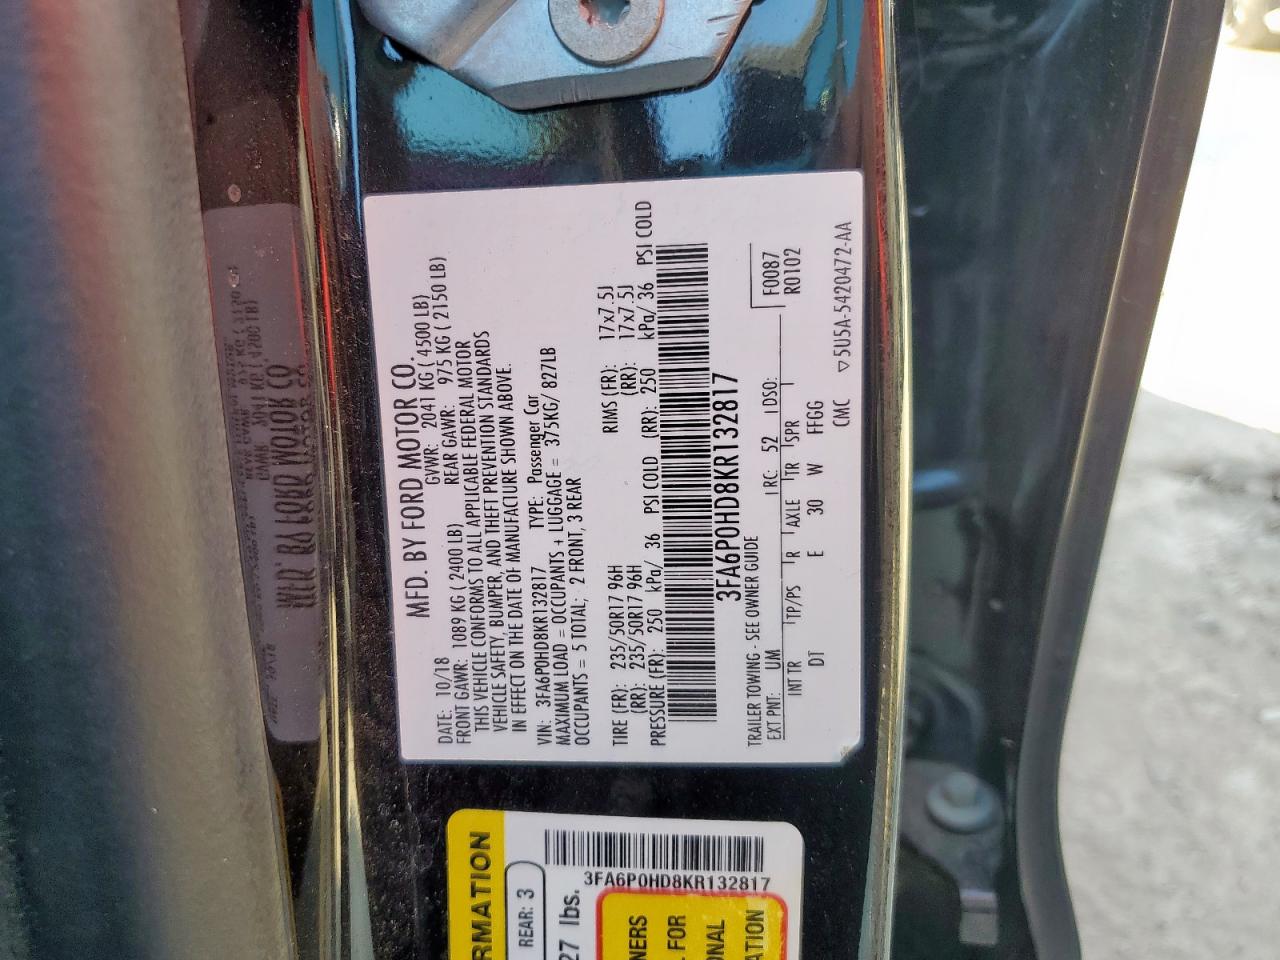 MFD. BY FORD MOTOR CO.
DATE: 10/18 GVWR: 2041 KG ( 4500 LB)
FRONT GAWR: 1089 KG ( 2400 LB) REAR GAWR: 975 KG ( 2150 LB)
THIS VEHICLE CONFORMS TO ALL APPLICABLE FEDERAL MOTOR
VEHICLE SAFETY, BUMPER, AND THEFT PREVENTION STANDARDS
IN EFFECT ON THE DATE OF MANUFACTURE SHOWN ABOVE.
VIN: 3FA6P0HD8KR132817 TYPE: Passenger Car
MAXIMUM LOAD = OCCUPANTS + LUGGAGE = 375KG/ 827LB
OCCUPANTS = 5 TOTAL: 2 FRONT, 3 REAR
TIRE (FR): 235/50R17 96H RIMS (FR): 17x7.5J
(RR): 235/50R17 96H (RR): 17x7.5J
PRESSURE (FR): 250 kPa/ 36 PSI COLD (RR): 250 kPa/ 36 PSI COLD
3FA6P0HD8KR132817
TRAILER TOWING - SEE OWNER GUIDE
F0087
R0102
EXT PNT: UM RC: 52 DSO:
INT TR TP/PS R AXLE TR SPR
DT E 30 W FFGG
CMC
▽5U5A-5420472-AA
RMATION
REAR: 3
27 lbs.
3FA6P0HD8KR132817
NERS
L FOR
ONAL
ATION